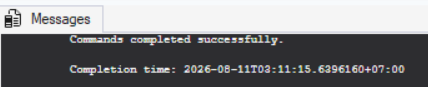 Messages
Commands completed successfully.
Completion time: 2026-08-11T03:11:15.6396160+07:00